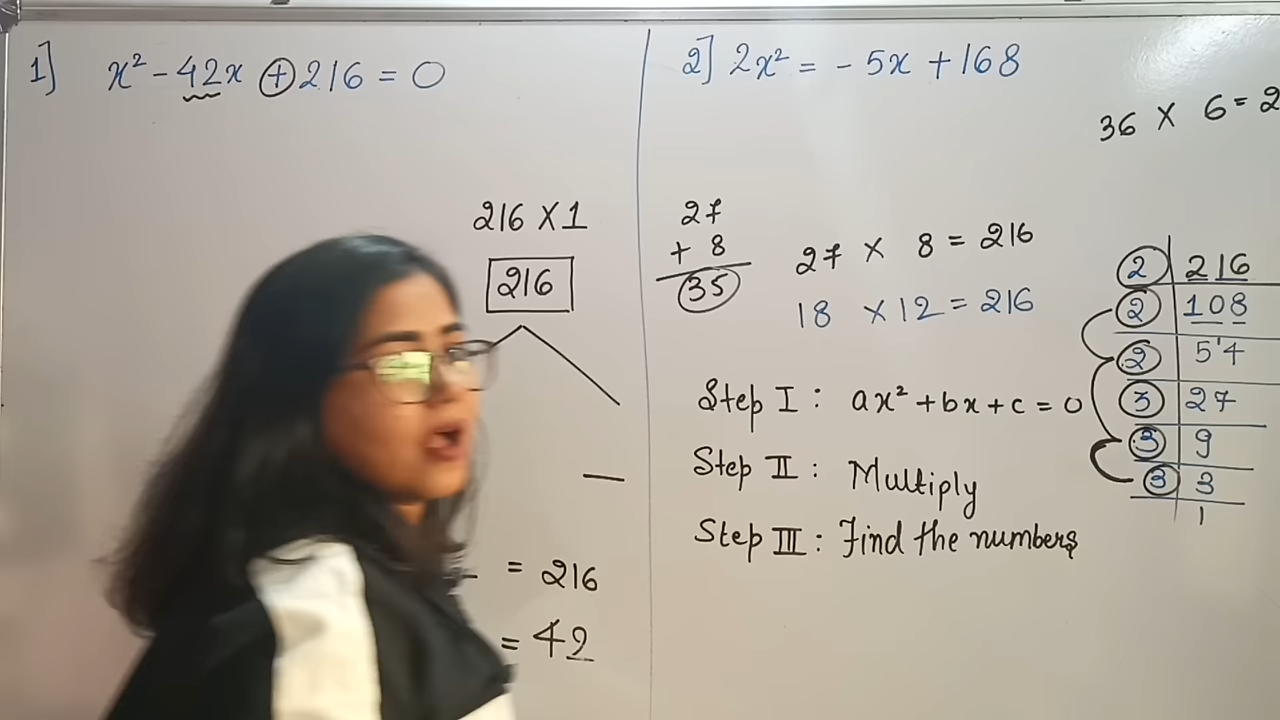 1] x² - 42x + 216 = 0
216 X 1
216
= 216
= 42
2] 2x² = - 5x + 168
36 X 6 = 2
27
+ 8
35
27 X 8 = 216
18 X 12 = 216
Step I : ax² + bx + c = 0
Step II : Multiply
Step III : Find the numbers
2 | 216
2 | 108
2 | 54
3 | 27
3 | 9
3 | 3
1